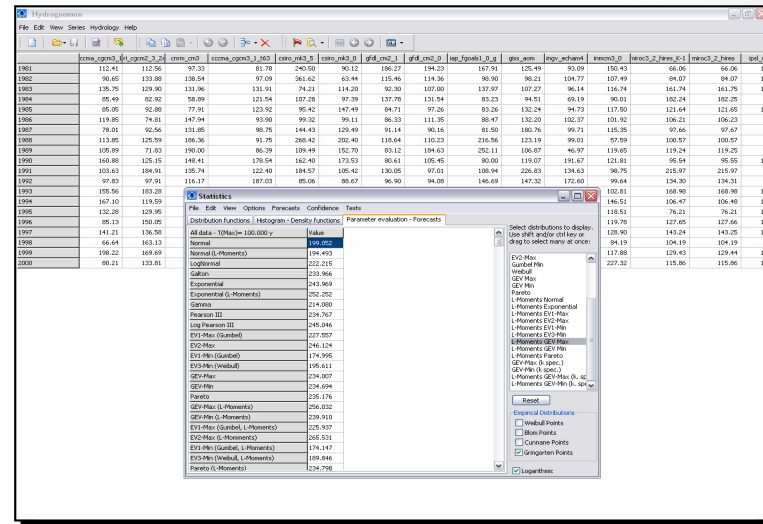 Hydrognomon
File Edit View Series Hydrology Help
ccma_cgcm3_1 cnrm_cm3 ccoma_cgcm3_1_t63 csiro_mk3_5 csiro_mk3_0 gfdl_cm2_1 gfdl_cm2_0 iap_fgoals1_0_g giss_aom ingv_echam4 inmcm3_0 miroc3_2_hires_K-1 miroc3_2_hires
1981 112.41 112.56 97.33 81.78 240.50 90.12 186.27 194.23 167.91 125.49 93.09 150.43 66.06 66.06
1982 90.65 133.88 138.54 97.09 361.62 63.44 115.46 114.36 98.90 98.21 104.77 107.49 84.07 84.07
1983 135.75 129.90 131.96 131.91 74.21 114.20 92.30 107.00 137.97 107.27 96.14 116.74 161.74 161.75
1984 85.49 82.92 58.89 121.54 107.28 97.39 137.78 131.54 83.23 94.51 69.19 90.01 182.24 182.25
1985 85.05 92.88 77.91 123.92 95.42 147.49 84.71 97.26 83.26 132.24 94.73 117.50 121.64 121.65
1996 119.85 74.81 147.94 93.90 99.32 99.11 86.33 111.35 88.47 132.20 102.37 101.92 106.21 106.23
1987 78.01 92.56 131.85 98.75 144.43 129.49 91.14 90.16 81.50 180.76 99.71 115.35 97.66 97.67
1988 113.85 125.59 186.36 91.75 268.42 202.40 118.64 110.23 216.56 123.19 99.01 57.59 100.57 100.57
1989 105.89 71.83 190.00 86.39 109.49 152.70 83.12 184.63 252.11 106.87 46.97 119.65 119.24 119.25
1990 160.88 125.15 148.41 178.54 162.40 173.53 80.61 105.45 80.00 119.07 191.67 121.81 95.54 95.55
1991 103.63 184.91 135.74 122.40 184.57 105.42 130.05 97.01 108.94 226.83 134.63 98.75 215.97 215.97
1992 97.83 97.91 116.17 187.03 85.06 88.67 96.90 94.08 146.69 147.32 172.60 99.64 134.30 134.31
1993 155.56 183.28 102.81 168.98 168.98
1994 167.10 119.59 146.51 106.47 106.48
1995 132.28 129.95 118.51 76.21 76.21
1996 85.13 150.05 119.78 127.65 127.66
1997 141.21 136.58 128.90 143.24 143.25
1998 66.64 163.13 84.19 104.19 104.19
1999 198.22 169.69 117.88 129.43 129.44
2000 80.21 133.81 227.32 115.86 115.86
Statistics
File Edit View Options Forecasts Confidence Tests
Distribution functions Histogram - Density functions Parameter evaluation - Forecasts
All data - T(Max)= 100.000 y Value
Normal 199.052
Normal (L-Moments) 194.493
LogNormal 222.215
Galton 233.966
Exponential 243.969
Exponential (L-Moments) 252.252
Gamma 214.080
Pearson III 234.767
Log Pearson III 245.046
EV1-Max (Gumbel) 227.557
EV2-Max 246.124
EV1-Min (Gumbel) 174.995
EV3-Min (Weibull) 195.611
GEV-Max 234.007
GEV-Min 234.694
Pareto 235.176
GEV-Max (L-Moments) 256.032
GEV-Min (L-Moments) 239.910
EV1-Max (Gumbel, L-Moments) 225.937
EV2-Max (L-Momments) 265.531
EV1-Min (Gumbel, L-Moments) 174.147
EV3-Min (Weibull, L-Moments) 189.846
Pareto (L-Moments) 234.798
Select distributions to display.
Use shift and/or ctrl key or
drag to select many at once:
EV2-Max
Gumbel Min
Weibull
GEV Max
GEV Min
Pareto
L-Moments Normal
L-Moments Exponential
L-Moments EV1-Max
L-Moments EV2-Max
L-Moments EV1-Min
L-Moments EV3-Min
L-Moments GEV Max
L-Moments GEV Min
L-Moments Pareto
GEV-Max (k spec.)
GEV-Min (k spec.)
L-Moments GEV-Max (k. sp
L-Moments GEV-Min (k. spe
Reset
Empirical Distributions
Weibull Points
Blom Points
Cunnane Points
Gringorten Points
Logarithmic